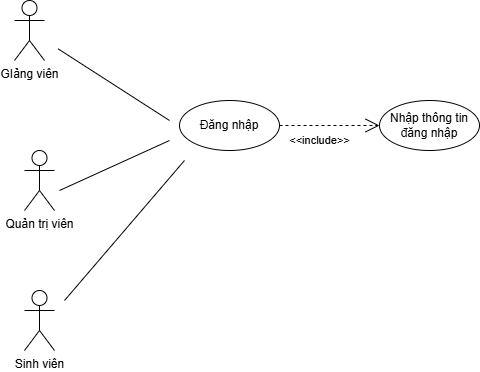 GIảng viên
Đăng nhập
Nhập thông tin
đăng nhập
<<include>>
Quản trị viên
Sinh viên